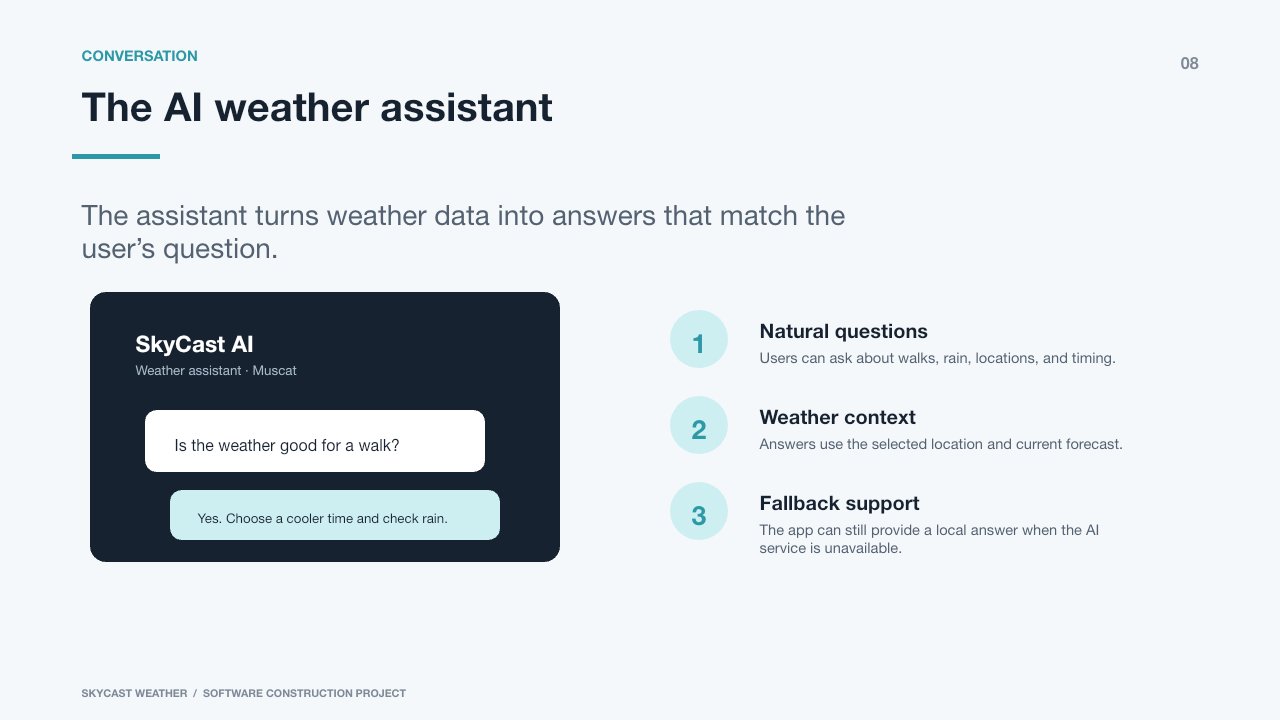 CONVERSATION
08
The AI weather assistant
The assistant turns weather data into answers that match the
user’s question.
SkyCast AI
Weather assistant · Muscat
Is the weather good for a walk?
Yes. Choose a cooler time and check rain.
1
Natural questions
Users can ask about walks, rain, locations, and timing.
2
Weather context
Answers use the selected location and current forecast.
3
Fallback support
The app can still provide a local answer when the AI
service is unavailable.
SKYCAST WEATHER / SOFTWARE CONSTRUCTION PROJECT